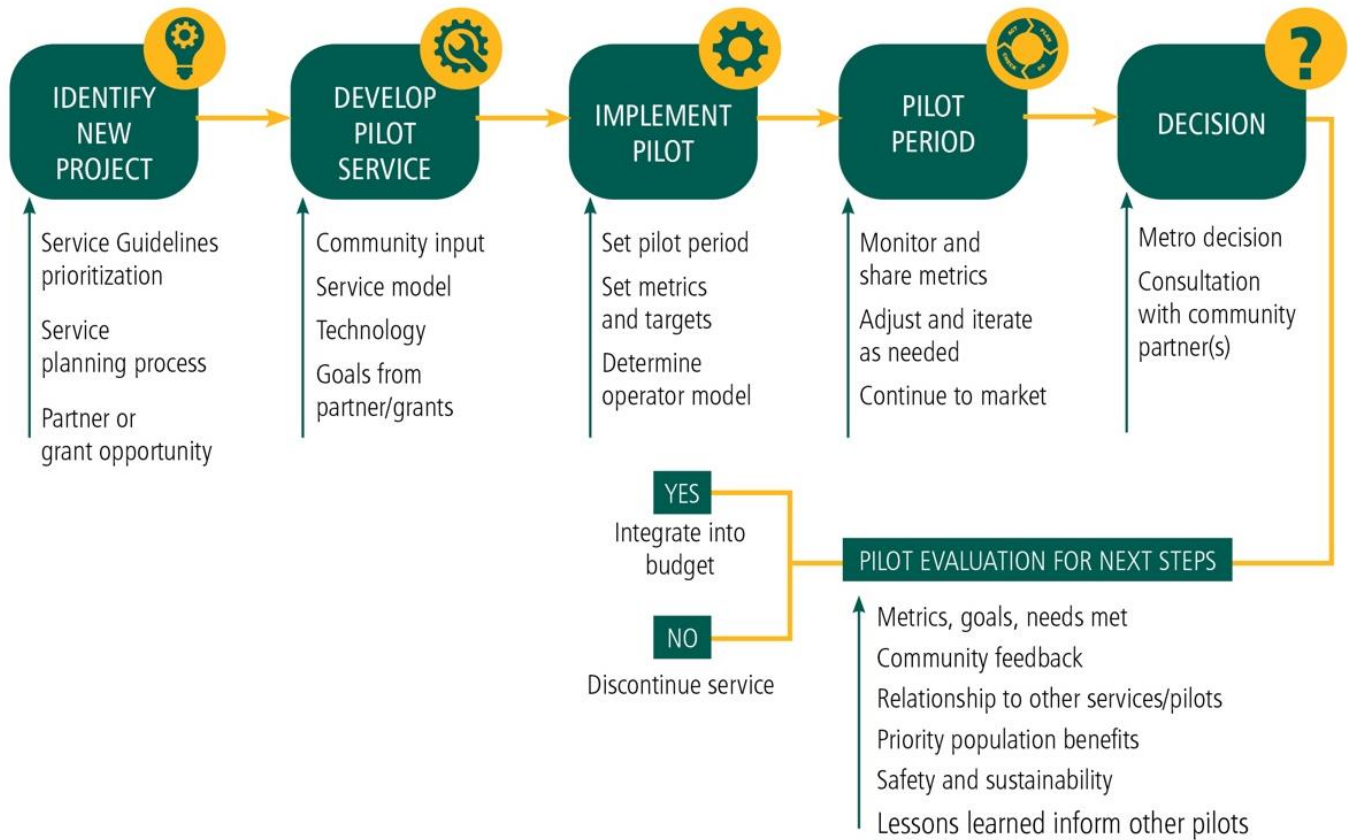 IDENTIFY
NEW
PROJECT
DEVELOP
PILOT
SERVICE
IMPLEMENT
PILOT
PILOT
PERIOD
ACT
PLAN
DO
CHECK
DECISION
?
Service Guidelines
prioritization
Service
planning process
Partner or
grant opportunity
Community input
Service model
Technology
Goals from
partner/grants
Set pilot period
Set metrics
and targets
Determine
operator model
Monitor and
share metrics
Adjust and iterate
as needed
Continue to market
Metro decision
Consultation
with community
partner(s)
YES
Integrate into
budget
NO
Discontinue service
PILOT EVALUATION FOR NEXT STEPS
Metrics, goals, needs met
Community feedback
Relationship to other services/pilots
Priority population benefits
Safety and sustainability
Lessons learned inform other pilots